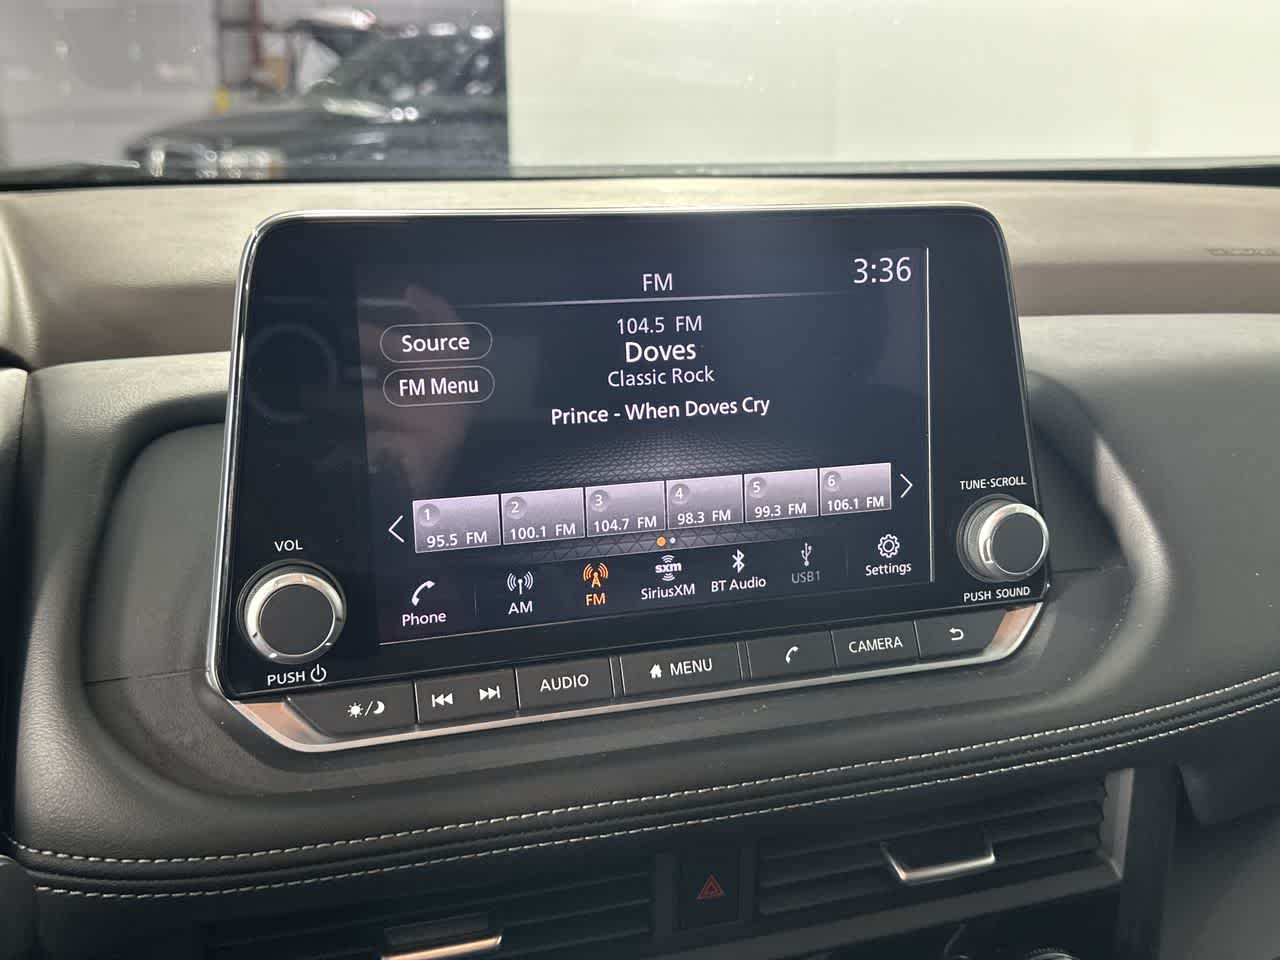 FM
3:36
104.5 FM
Source
Doves
FM Menu
Classic Rock
Prince - When Doves Cry
1
95.5 FM
2
100.1 FM
3
104.7 FM
4
98.3 FM
5
99.3 FM
6
106.1 FM
Phone
AM
FM
sxm
SiriusXM
BT Audio
USB1
Settings
VOL
PUSH
TUNE·SCROLL
PUSH SOUND
AUDIO
MENU
CAMERA